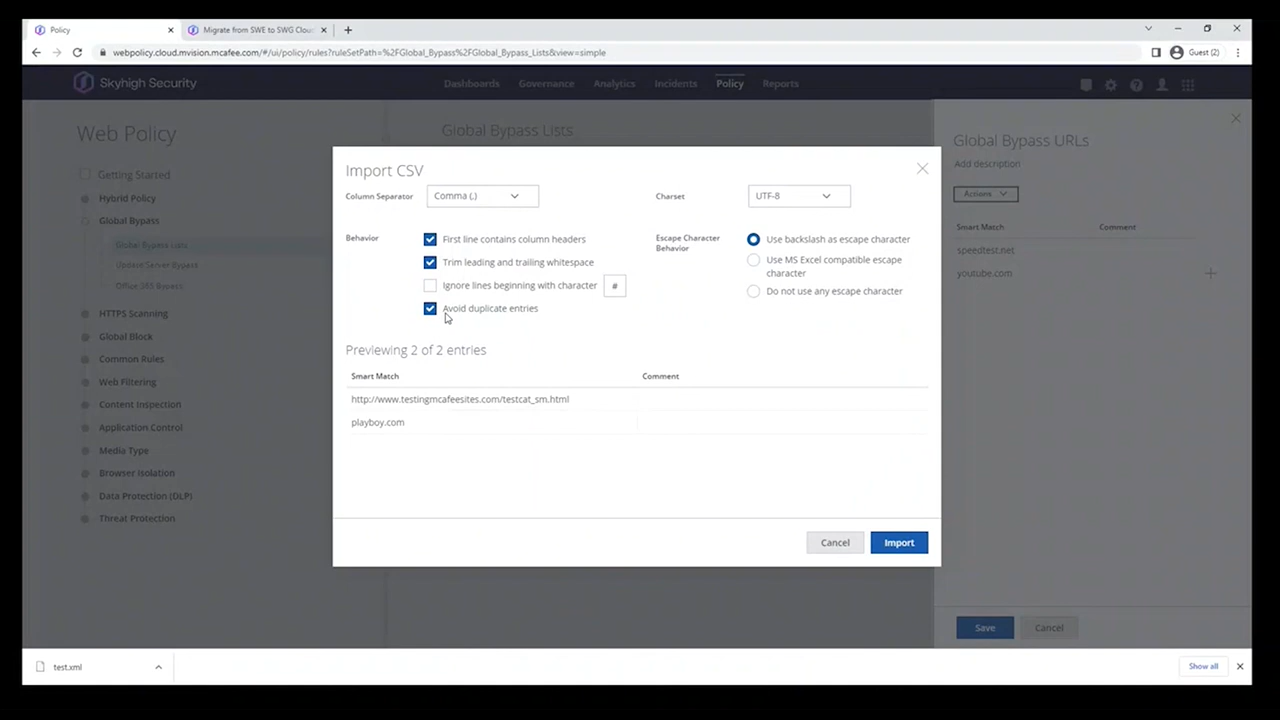 Policy
Migrate from SWE to SWG Clou
webpolicy.cloud.mvision.mcafee.com/#/ui/policy/rules?ruleSetPath=%2FGlobal_Bypass%2FGlobal_Bypass_Lists&view=simple
Guest (2)
Skyhigh Security
Dashboards
Governance
Analytics
Incidents
Policy
Reports
Web Policy
Getting Started
Hybrid Policy
Global Bypass
Global Bypass Lists
Update Server Bypass
Office 365 Bypass
HTTPS Scanning
Global Block
Common Rules
Web Filtering
Content Inspection
Application Control
Media Type
Browser Isolation
Data Protection (DLP)
Threat Protection
Global Bypass Lists
Import CSV
Column Separator
Comma (,)
Charset
UTF-8
Behavior
First line contains column headers
Trim leading and trailing whitespace
Ignore lines beginning with character
#
Avoid duplicate entries
Escape Character
Behavior
Use backslash as escape character
Use MS Excel compatible escape
character
Do not use any escape character
Previewing 2 of 2 entries
Smart Match
Comment
http://www.testingmcafeesites.com/testcat_sm.html
playboy.com
Cancel
Import
Global Bypass URLs
Add description
Actions
Smart Match
Comment
speedtest.net
youtube.com
Save
Cancel
test.xml
Show all